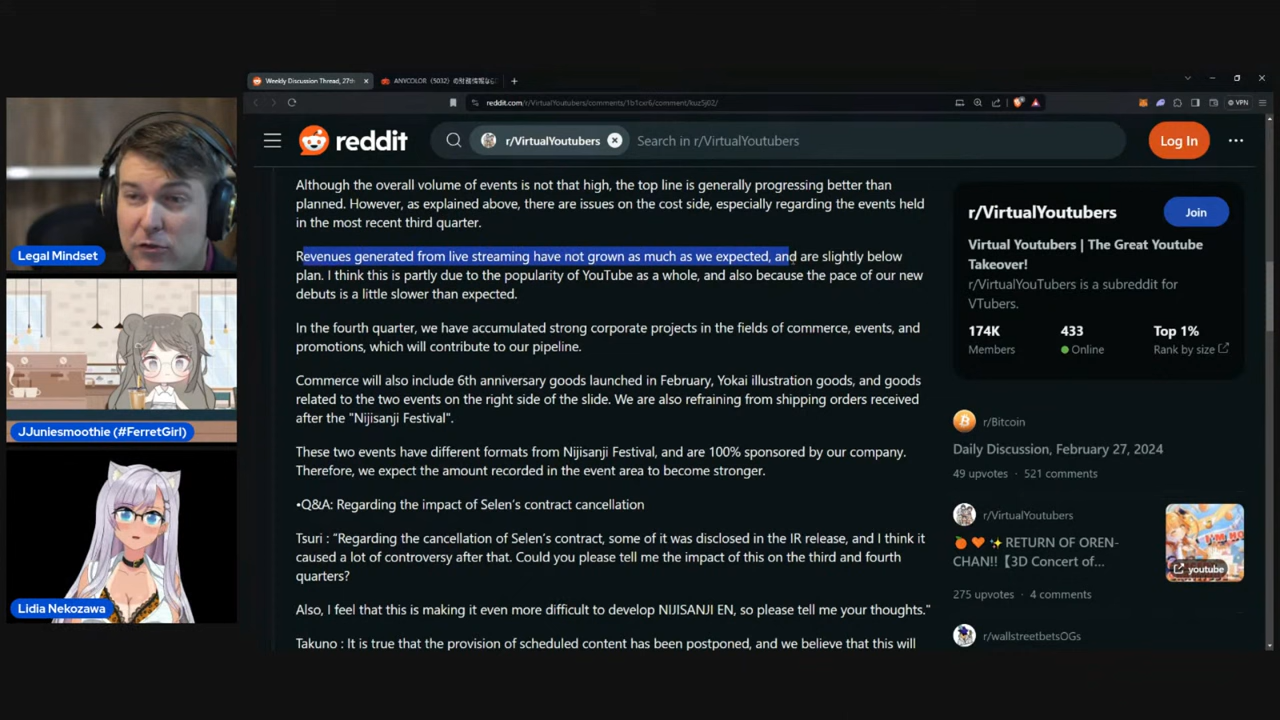 Weekly Discussion Thread, 27th
ANYCOLOR (5032)
reddit.com/r/VirtualYoutubers/comments/1b1cxr6/comment/kuz5j02/
VPN
reddit
r/VirtualYoutubers
Search in r/VirtualYoutubers
Log In
Although the overall volume of events is not that high, the top line is generally progressing better than
planned. However, as explained above, there are issues on the cost side, especially regarding the events held
in the most recent third quarter.
Revenues generated from live streaming have not grown as much as we expected, and are slightly below
plan. I think this is partly due to the popularity of YouTube as a whole, and also because the pace of our new
debuts is a little slower than expected.
In the fourth quarter, we have accumulated strong corporate projects in the fields of commerce, events, and
promotions, which will contribute to our pipeline.
Commerce will also include 6th anniversary goods launched in February, Yokai illustration goods, and goods
related to the two events on the right side of the slide. We are also refraining from shipping orders received
after the "Nijisanji Festival".
These two events have different formats from Nijisanji Festival, and are 100% sponsored by our company.
Therefore, we expect the amount recorded in the event area to become stronger.
•Q&A: Regarding the impact of Selen's contract cancellation
Tsuri : "Regarding the cancellation of Selen's contract, some of it was disclosed in the IR release, and I think it
caused a lot of controversy after that. Could you please tell me the impact of this on the third and fourth
quarters?
Also, I feel that this is making it even more difficult to develop NIJISANJI EN, so please tell me your thoughts."
Takuno : It is true that the provision of scheduled content has been postponed, and we believe that this will
r/VirtualYoutubers
Join
Virtual Youtubers | The Great Youtube
Takeover!
r/VirtualYouTubers is a subreddit for
VTubers.
174K
433
Top 1%
Members
Online
Rank by size
r/Bitcoin
Daily Discussion, February 27, 2024
49 upvotes · 521 comments
r/VirtualYoutubers
🍊 🧡 ✨RETURN OF OREN-
CHAN!!【3D Concert of...
I'M HO
youtube
275 upvotes · 4 comments
r/wallstreetbetsOGs
Legal Mindset
JJuniesmoothie (#FerretGirl)
Lidia Nekozawa